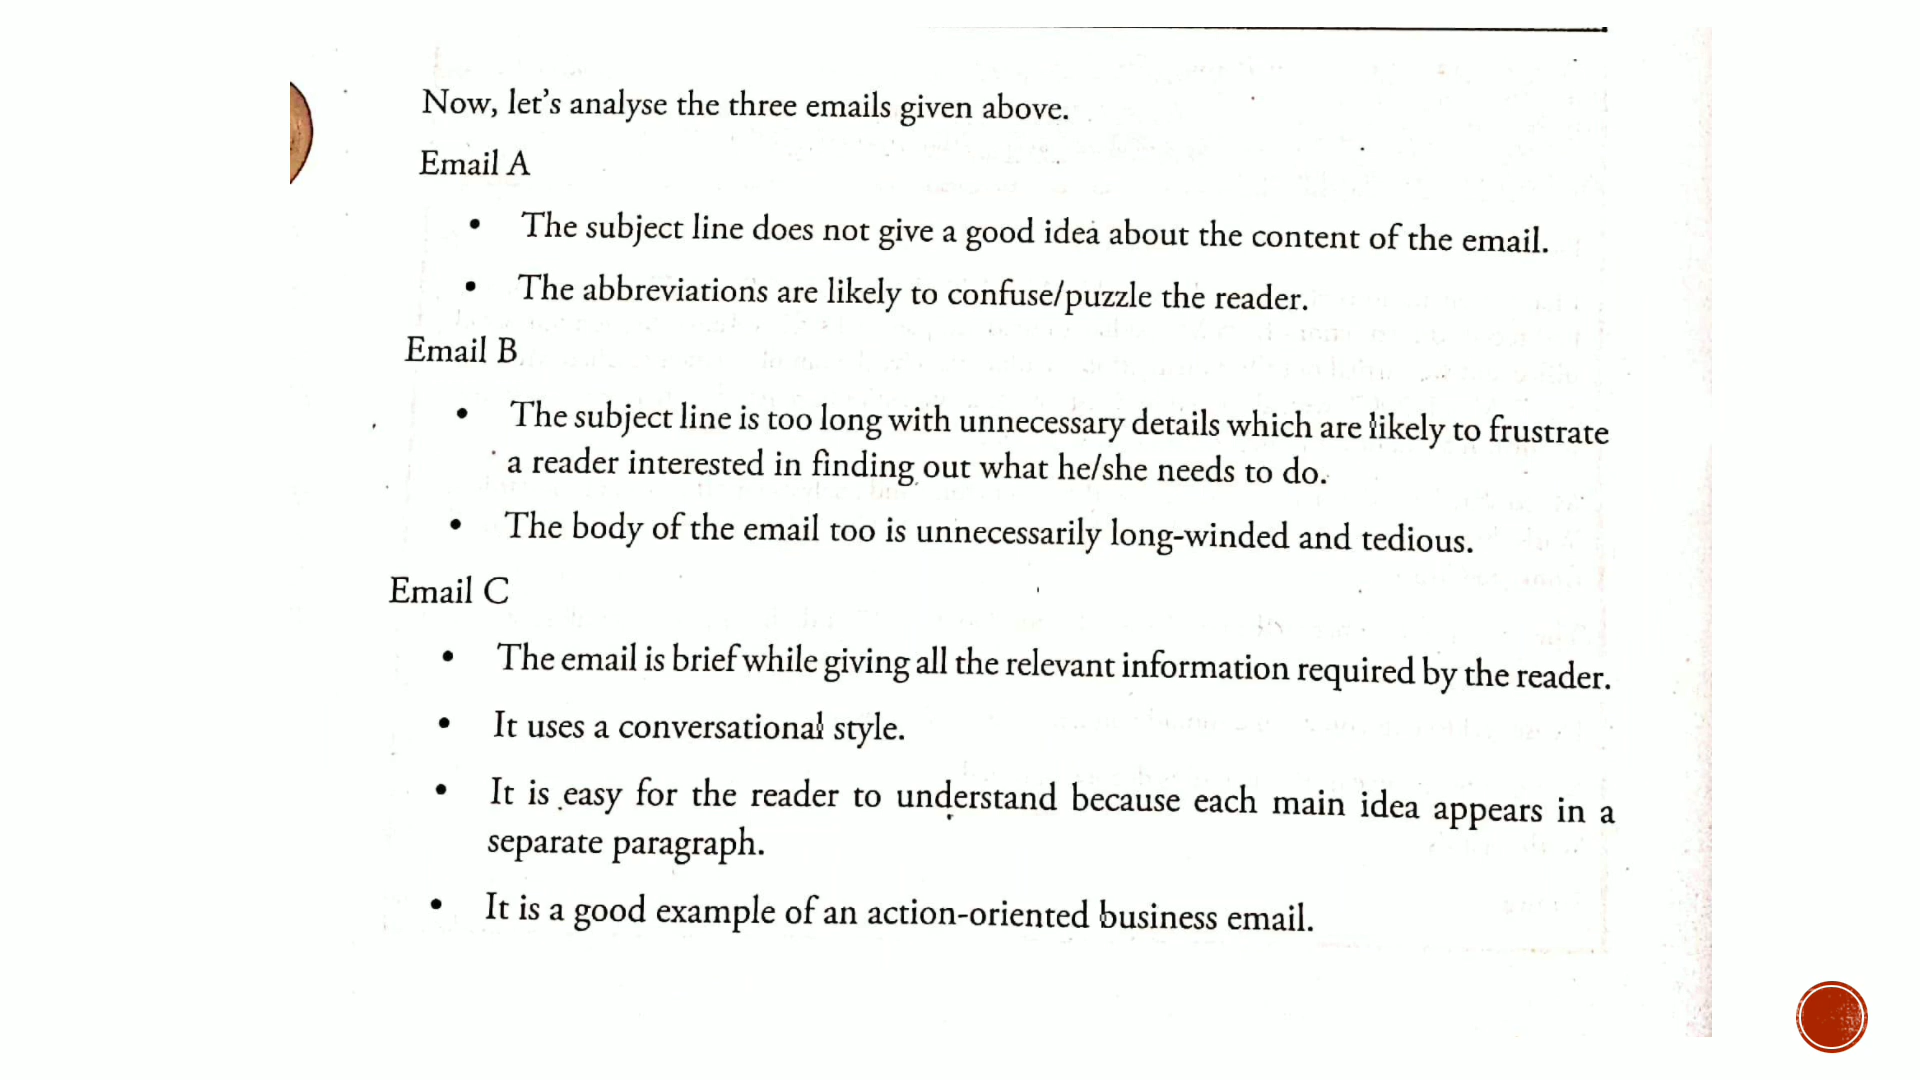 Now, let's analyse the three emails given above.
Email A
• The subject line does not give a good idea about the content of the email.
• The abbreviations are likely to confuse/puzzle the reader.
Email B
• The subject line is too long with unnecessary details which are likely to frustrate
a reader interested in finding out what he/she needs to do.
• The body of the email too is unnecessarily long-winded and tedious.
Email C
• The email is brief while giving all the relevant information required by the reader.
• It uses a conversational style.
• It is easy for the reader to understand because each main idea appears in a
separate paragraph.
• It is a good example of an action-oriented business email.